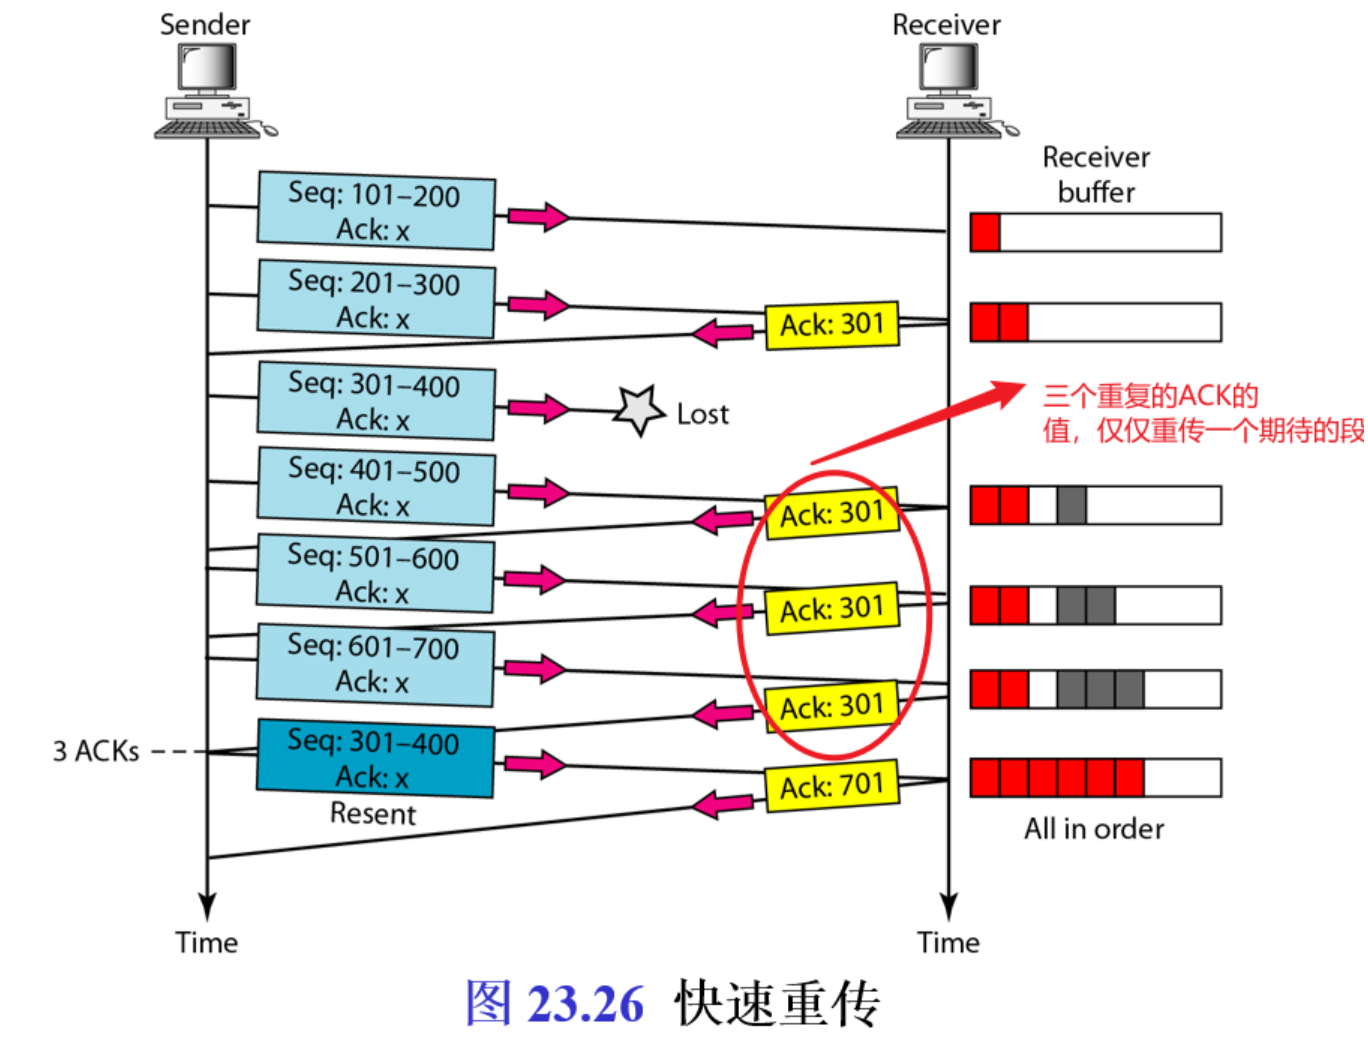 Sender
Receiver
Receiver
buffer
Seq: 101–200
Ack: x
Seq: 201–300
Ack: x
Ack: 301
Seq: 301–400
Ack: x
Lost
三个重复的ACK的
值，仅仅重传一个期待的段
Seq: 401–500
Ack: x
Ack: 301
Seq: 501–600
Ack: x
Ack: 301
Seq: 601–700
Ack: x
Ack: 301
3 ACKs
Seq: 301–400
Ack: x
Resent
Ack: 701
All in order
Time
Time
图 23.26 快速重传